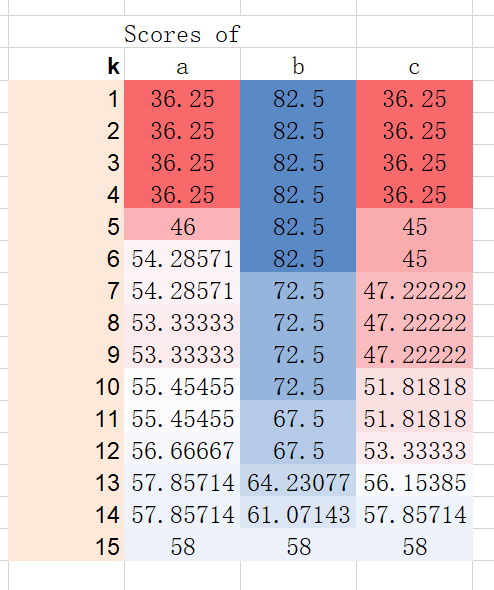 Scores of
k a b c
1 36.25 82.5 36.25
2 36.25 82.5 36.25
3 36.25 82.5 36.25
4 36.25 82.5 36.25
5 46 82.5 45
6 54.28571 82.5 45
7 54.28571 72.5 47.22222
8 53.33333 72.5 47.22222
9 53.33333 72.5 47.22222
10 55.45455 72.5 51.81818
11 55.45455 67.5 51.81818
12 56.66667 67.5 53.33333
13 57.85714 64.23077 56.15385
14 57.85714 61.07143 57.85714
15 58 58 58